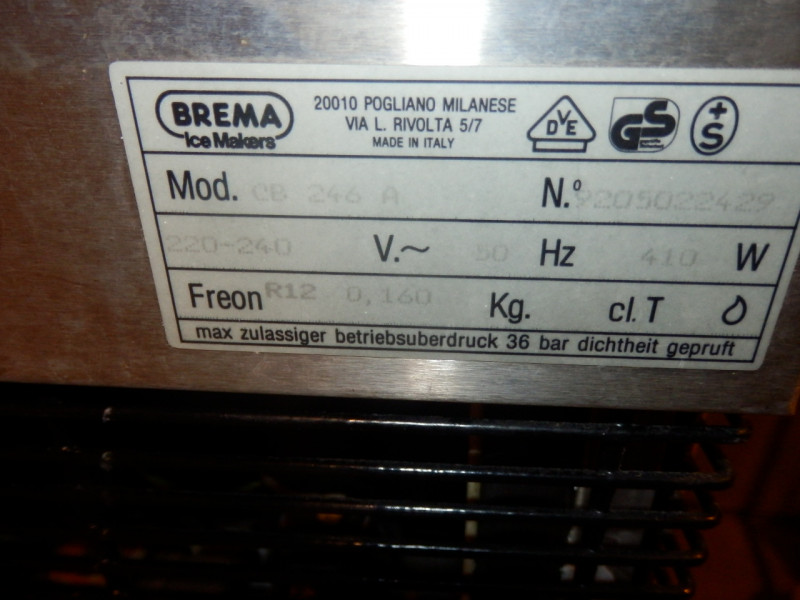 BREMA
Ice Makers
20010 POGLIANO MILANESE
VIA L. RIVOLTA 5/7
MADE IN ITALY
VDE
GS
+S
Mod. CB 246 A N.º 9205022429
220-240 V.~ 50 Hz 410 W
Freon R12 0,160 Kg. cl. T
max zulassiger betriebsuberdruck 36 bar dichtheit gepruft